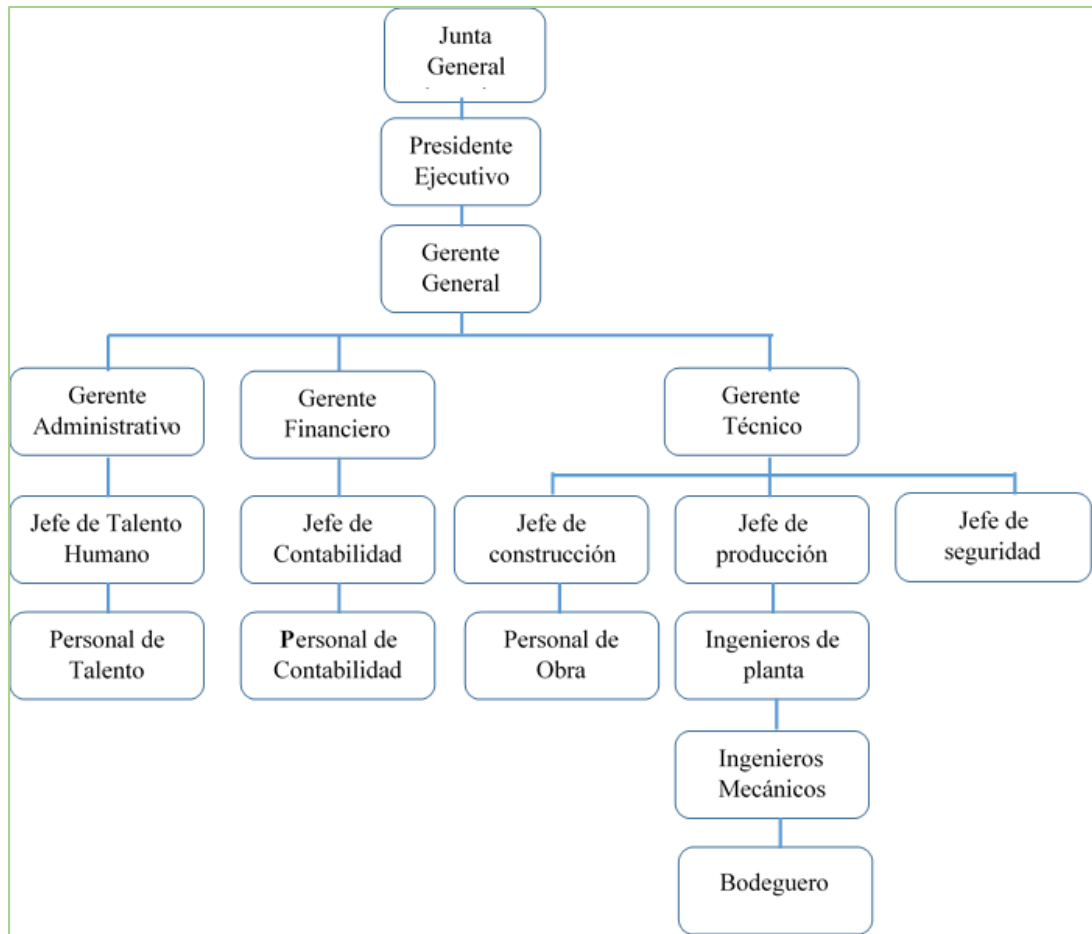 Junta
General
Presidente
Ejecutivo
Gerente
General
Gerente
Administrativo
Gerente
Financiero
Gerente
Técnico
Jefe de Talento
Humano
Jefe de
Contabilidad
Jefe de
construcción
Jefe de
producción
Jefe de
seguridad
Personal de
Talento
Personal de
Contabilidad
Personal de
Obra
Ingenieros de
planta
Ingenieros
Mecánicos
Bodeguero